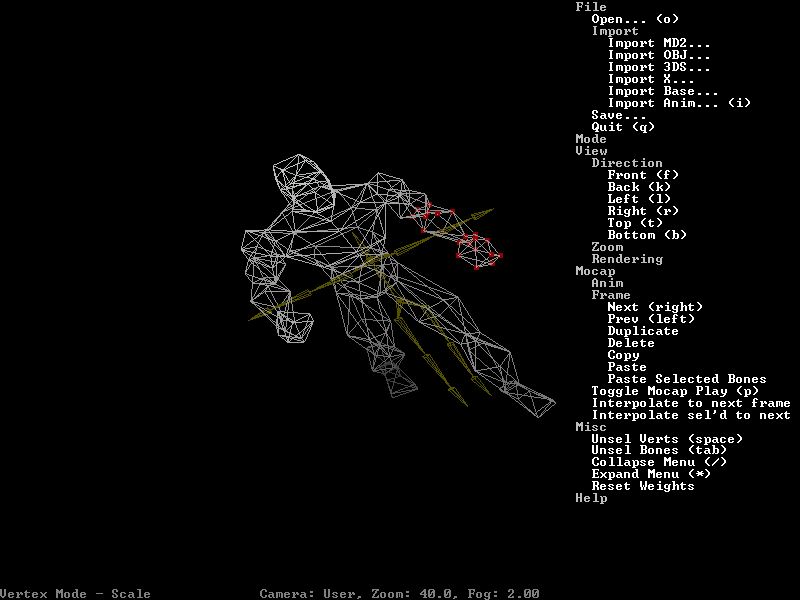 File
Open... (o)
Import
Import MD2...
Import OBJ...
Import 3DS...
Import X...
Import Base...
Import Anim... (i)
Save...
Quit (q)
Mode
View
Direction
Front (f)
Back (k)
Left (l)
Right (r)
Top (t)
Bottom (b)
Zoom
Rendering
Mocap
Anim
Frame
Next (right)
Prev (left)
Duplicate
Delete
Copy
Paste
Paste Selected Bones
Toggle Mocap Play (p)
Interpolate to next frame
Interpolate sel'd to next
Misc
Unsel Verts (space)
Unsel Bones (tab)
Collapse Menu (/)
Expand Menu (*)
Reset Weights
Help
Vertex Mode - Scale
Camera: User, Zoom: 40.0, Fog: 2.00